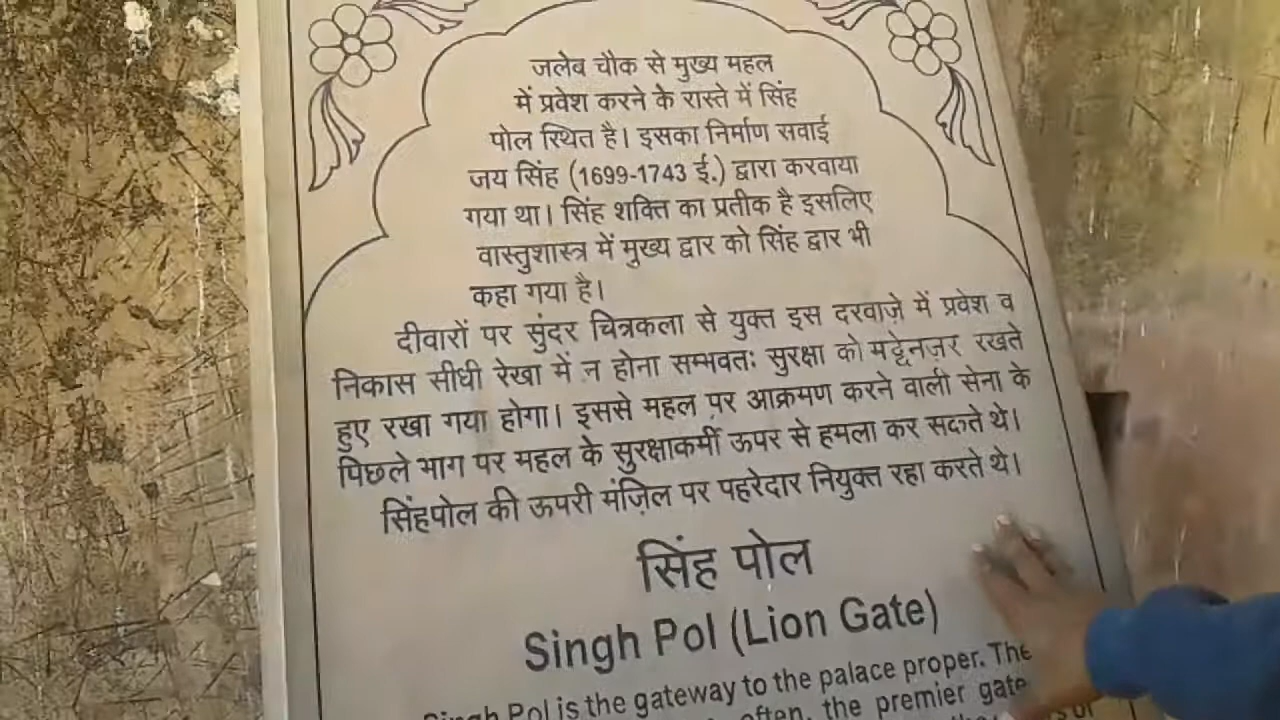 जलेब चौक से मुख्य महल
में प्रवेश करने के रास्ते में सिंह
पोल स्थित है। इसका निर्माण सवाई
जय सिंह (1699-1743 ई.) द्वारा करवाया
गया था। सिंह शक्ति का प्रतीक है इसलिए
वास्तुशास्त्र में मुख्य द्वार को सिंह द्वार भी
कहा गया है।
दीवारों पर सुंदर चित्रकला से युक्त इस दरवाज़े में प्रवेश व
निकास सीधी रेखा में न होना सम्भवतः सुरक्षा को मद्देनज़र रखते
हुए रखा गया होगा। इससे महल पर आक्रमण करने वाली सेना के
पिछले भाग पर महल के सुरक्षाकर्मी ऊपर से हमला कर सकते थे।
सिंहपोल की ऊपरी मंज़िल पर पहरेदार नियुक्त रहा करते थे।
सिंह पोल
Singh Pol (Lion Gate)
Singh Pol is the gateway to the palace proper. The
often, the premier gate
of